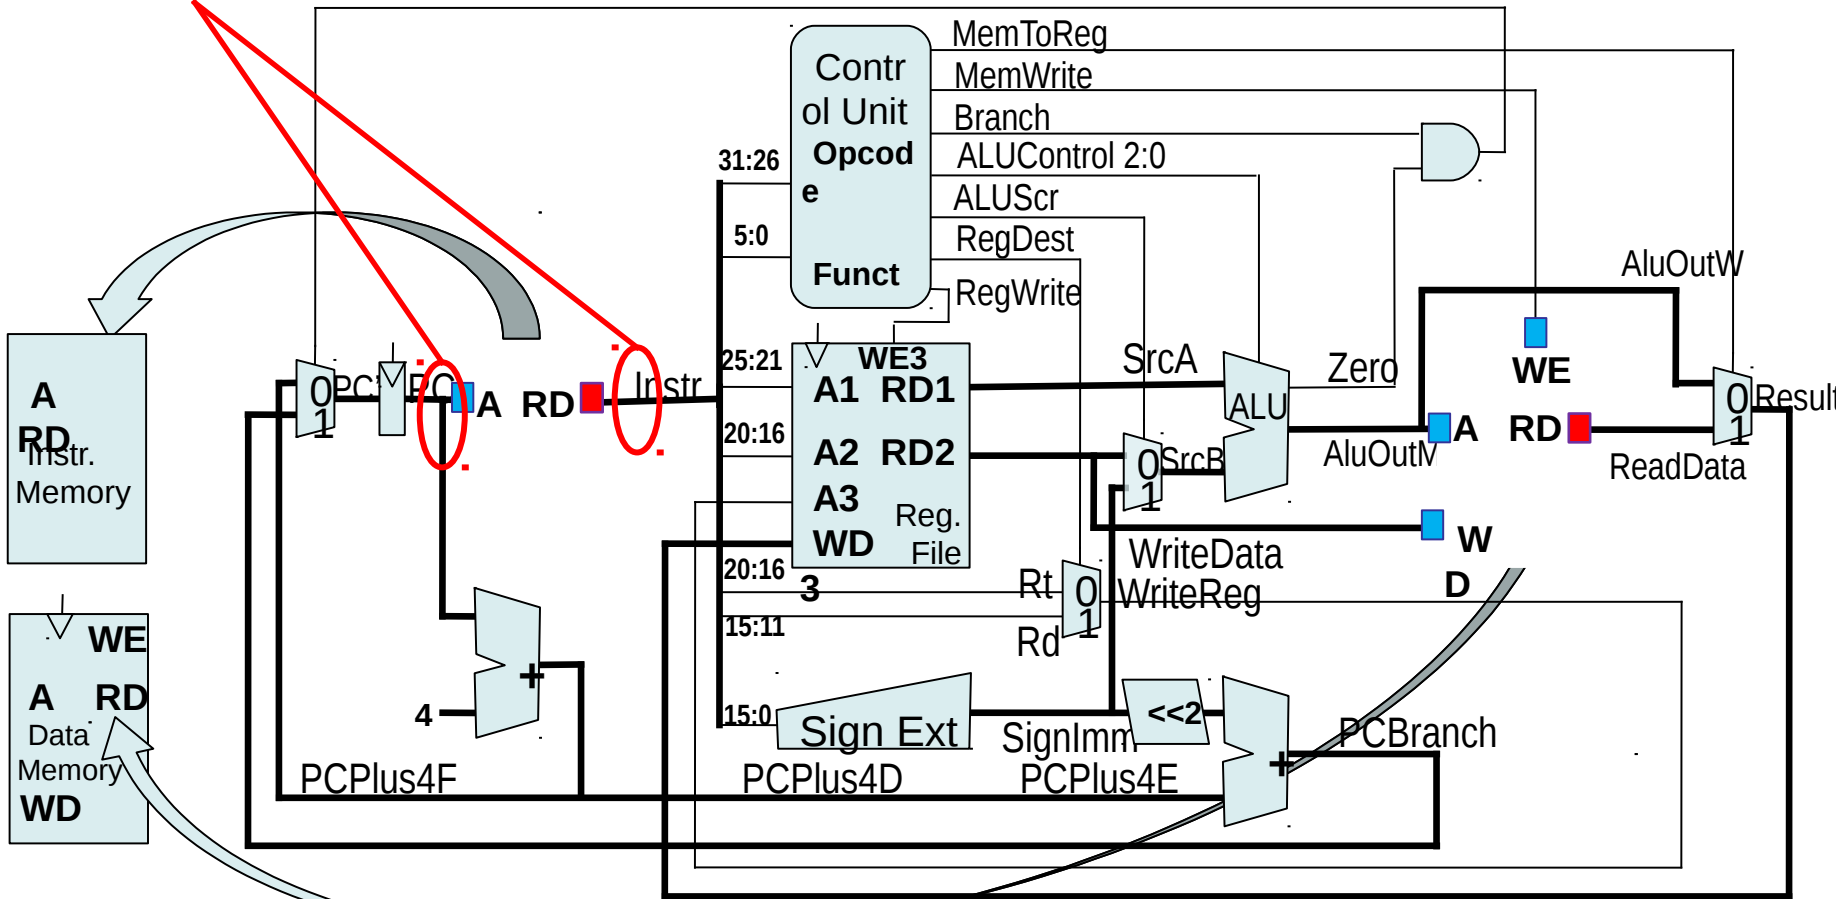 MemToReg
MemWrite
Branch
ALUControl 2:0
ALUScr
RegDest
RegWrite
Contr
ol Unit
Opcod
e
Funct
31:26
5:0
25:21
20:16
20:16
15:11
15:0
WE3
A1 RD1
A2 RD2
A3
Reg.
File
WD
3
A
RD
Instr.
Memory
WE
A RD
Data
Memory
WD
0
1
PC'
PC
A RD
Instr
SrcA
SrcB
0
1
ALU
Zero
AluOutM
AluOutW
WE
A RD
W
D
ReadData
0
1
Result
WriteData
WriteReg
Rt
Rd
0
1
4
+
Sign Ext
SignImm
<<2
+
PCBranch
PCPlus4F
PCPlus4D
PCPlus4E